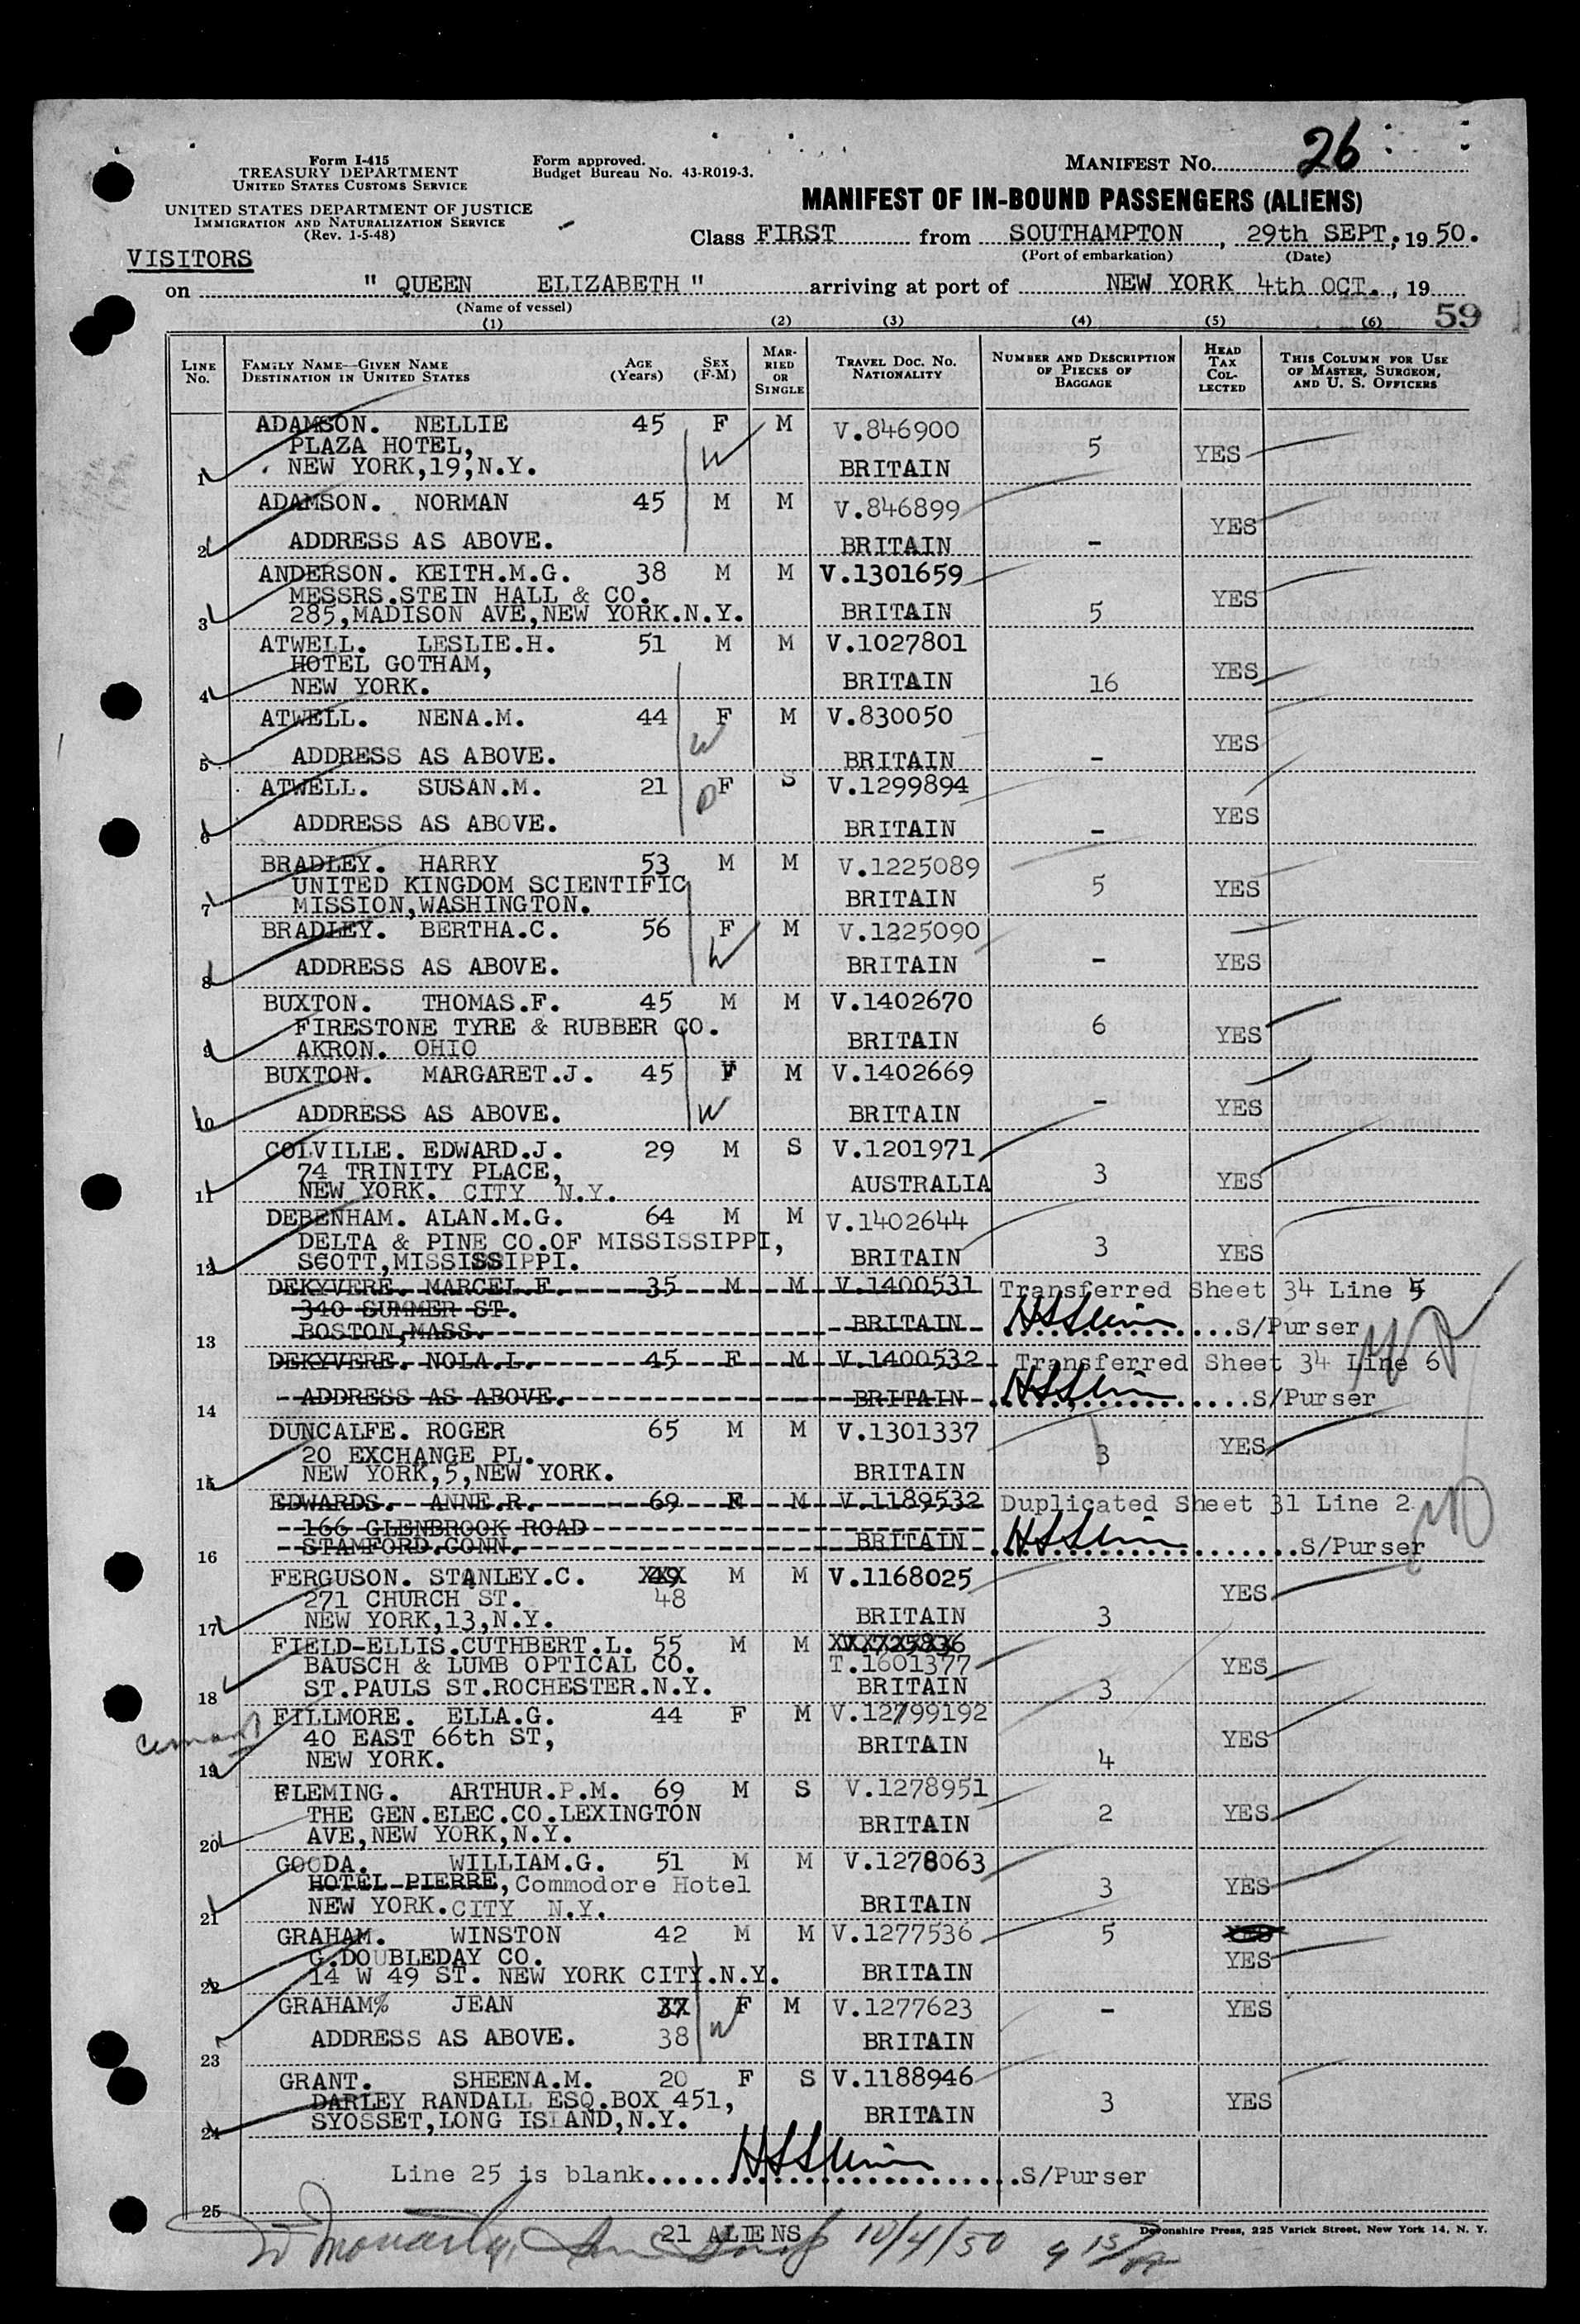 Form I-415
TREASURY DEPARTMENT
UNITED STATES CUSTOMS SERVICE
UNITED STATES DEPARTMENT OF JUSTICE
IMMIGRATION AND NATURALIZATION SERVICE
(Rev. 1-5-48)
Form approved.
Budget Bureau No. 43-R019-3.
MANIFEST No. 26
MANIFEST OF IN-BOUND PASSENGERS (ALIENS)
Class FIRST from SOUTHAMPTON, 29th SEPT, 19 50.
(Port of embarkation) (Date)
VISITORS
on " QUEEN ELIZABETH " arriving at port of NEW YORK 4th OCT., 19
(Name of vessel)
59
(1) (2) (3) (4) (5) (6)
LINE No. FAMILY NAME—GIVEN NAME DESTINATION IN UNITED STATES AGE (Years) SEX (F-M) MARRIED OR SINGLE TRAVEL DOC. No. NATIONALITY NUMBER AND DESCRIPTION OF PIECES OF BAGGAGE HEAD TAX COLLECTED THIS COLUMN FOR USE OF MASTER, SURGEON, AND U. S. OFFICERS
ADAMSON. NELLIE 45 F M V.846900
PLAZA HOTEL, 5 YES
1 NEW YORK,19,N.Y. W BRITAIN
ADAMSON. NORMAN 45 M M V.846899
YES
2 ADDRESS AS ABOVE. BRITAIN -
ANDERSON. KEITH.M.G. 38 M M V.1301659
MESSRS.STEIN HALL & CO. YES
3 285,MADISON AVE,NEW YORK.N.Y. BRITAIN 5
ATWELL. LESLIE.H. 51 M M V.1027801
HOTEL GOTHAM, YES
4 NEW YORK. BRITAIN 16
ATWELL. NENA.M. 44 F M V.830050
W YES
5 ADDRESS AS ABOVE. BRITAIN -
ATWELL. SUSAN.M. 21 F S V.1299894
D YES
6 ADDRESS AS ABOVE. BRITAIN -
BRADLEY. HARRY 53 M M V.1225089
UNITED KINGDOM SCIENTIFIC 5 YES
7 MISSION,WASHINGTON. BRITAIN
BRADLEY. BERTHA.C. 56 F M V.1225090
W
8 ADDRESS AS ABOVE. BRITAIN - YES
BUXTON. THOMAS.F. 45 M M V.1402670
FIRESTONE TYRE & RUBBER CO. 6 YES
9 AKRON. OHIO BRITAIN
BUXTON. MARGARET.J. 45 F M V.1402669
10 ADDRESS AS ABOVE. W BRITAIN - YES
COLVILLE. EDWARD.J. 29 M S V.1201971
74 TRINITY PLACE, 3 YES
11 NEW YORK. CITY N.Y. AUSTRALIA
DEBENHAM. ALAN.M.G. 64 M M V.1402644
DELTA & PINE CO.OF MISSISSIPPI, 3 YES
12 SCOTT,MISSISSIPPI. BRITAIN
DEKYVERE. MARCEL.F. 35 M M V.1400531 Transferred Sheet 34 Line 5
340 SUMMER ST.
13 BOSTON,MASS. BRITAIN S/Purser
DEKYVERE. NOLA.L. 45 F M V.1400532 Transferred Sheet 34 Line 6
14 ADDRESS AS ABOVE. BRITAIN S/Purser
DUNCALFE. ROGER 65 M M V.1301337
20 EXCHANGE PL. 3 YES
15 NEW YORK,5,NEW YORK. BRITAIN
EDWARDS. ANNE.R. 69 F M V.1189532 Duplicated Sheet 31 Line 2
166 GLENBROOK ROAD
16 STAMFORD.CONN. BRITAIN S/Purser
FERGUSON. STANLEY.C. 49 M M V.1168025
271 CHURCH ST. 48 YES
17 NEW YORK,13,N.Y. BRITAIN 3
FIELD-ELLIS.CUTHBERT.L. 55 M M V.725836
BAUSCH & LUMB OPTICAL CO. T.1601377 YES
18 ST.PAULS ST.ROCHESTER.N.Y. BRITAIN 3
FILLMORE. ELLA.G. 44 F M V.12799192
40 EAST 66th ST, BRITAIN YES
19 NEW YORK. 4
FLEMING. ARTHUR.P.M. 69 M S V.1278951
THE GEN.ELEC.CO.LEXINGTON 2 YES
20 AVE,NEW YORK,N.Y. BRITAIN
GOODA. WILLIAM.G. 51 M M V.1278063
HOTEL PIERRE, Commodore Hotel 3 YES
21 NEW YORK.CITY N.Y. BRITAIN
GRAHAM. WINSTON 42 M M V.1277536 5 YES
G.DOUBLEDAY CO. YES
22 14 W 49 ST. NEW YORK CITY.N.Y. BRITAIN
GRAHAM% JEAN 37 F M V.1277623 - YES
ADDRESS AS ABOVE. 38 W BRITAIN
23
GRANT. SHEENA.M. 20 F S V.1188946
DARLEY RANDALL ESQ.BOX 451, 3 YES
24 SYOSSET,LONG ISLAND,N.Y. BRITAIN
Line 25 is blank S/Purser
25
21 ALIENS 10/4/50
Devonshire Press, 225 Varick Street, New York 14, N. Y.